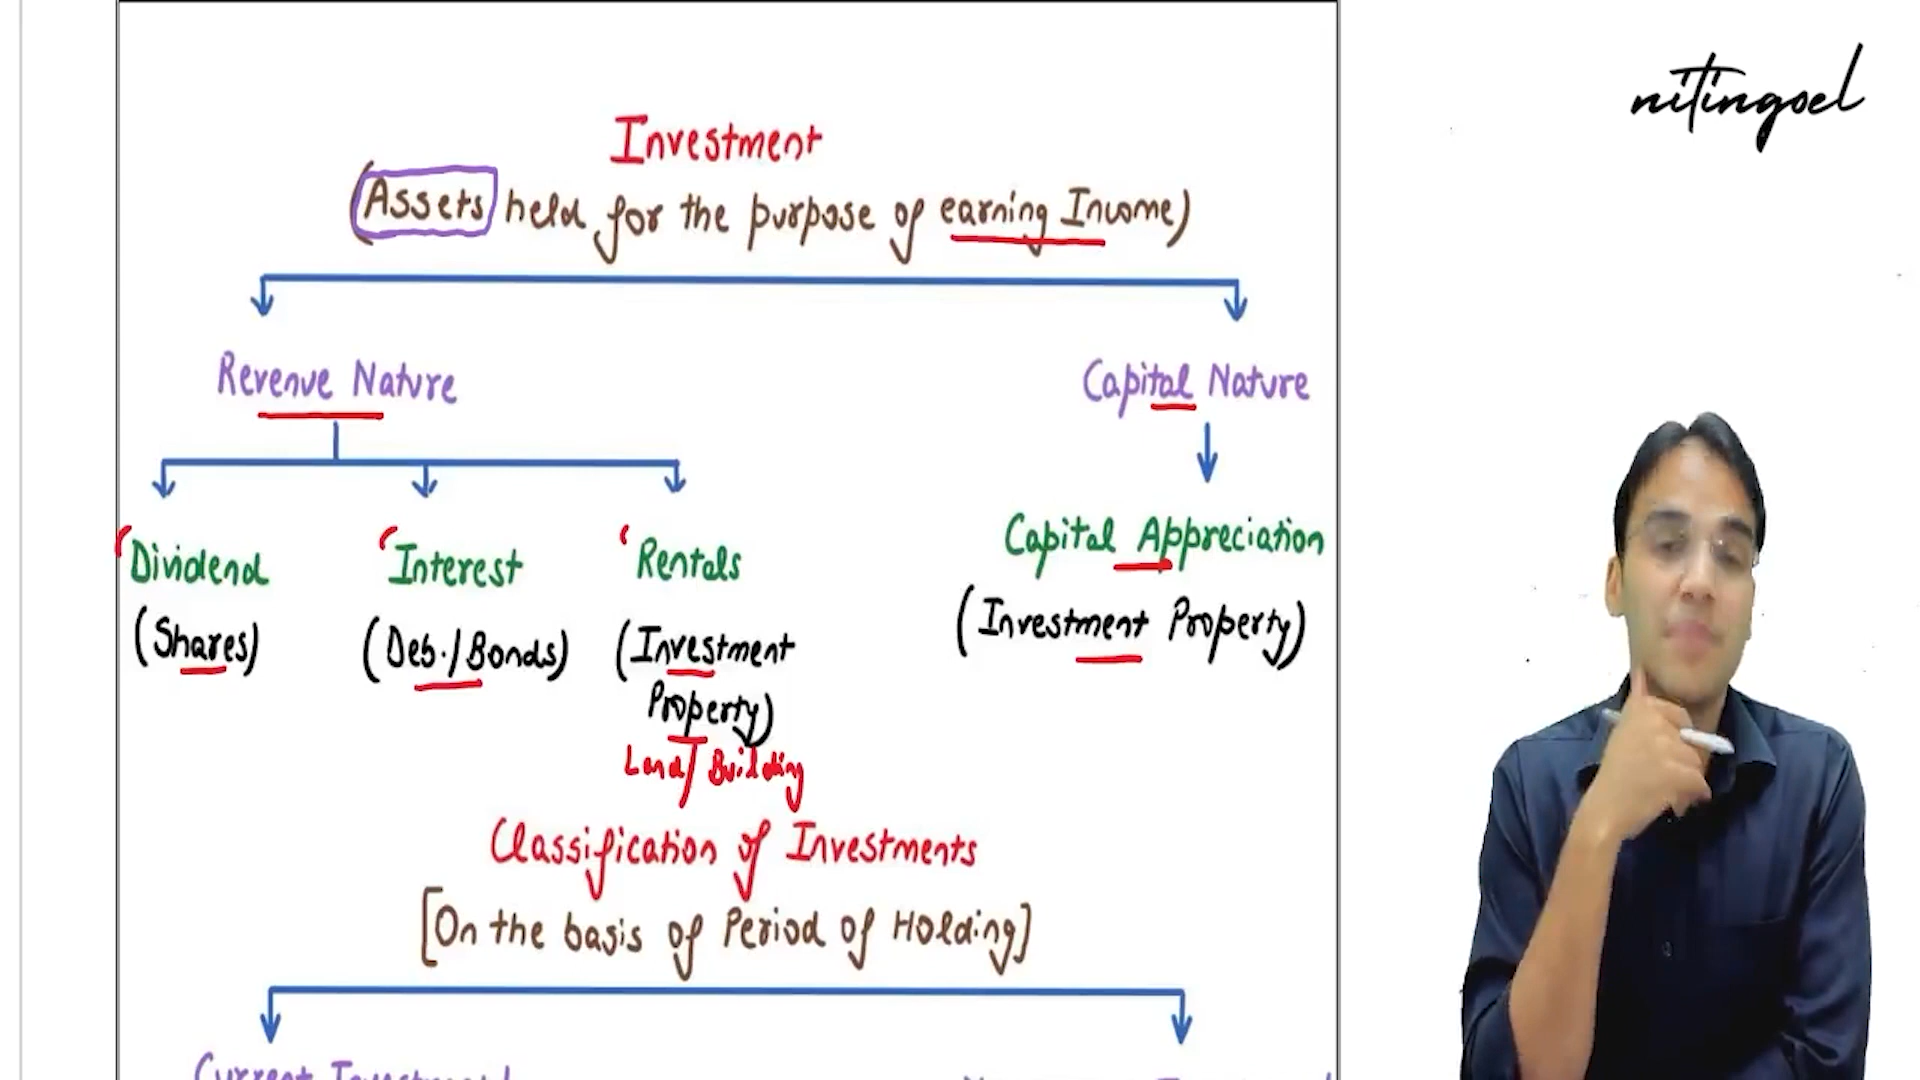 nitingoel
Investment
(Assets held for the purpose of earning Income)
Revenue Nature
Capital Nature
Dividend
(Shares)
Interest
(Deb./Bonds)
Rentals
(Investment
Property)
Land/Building
Capital Appreciation
(Investment Property)
Classification of Investments
[On the basis of Period of Holding]
Current Investment